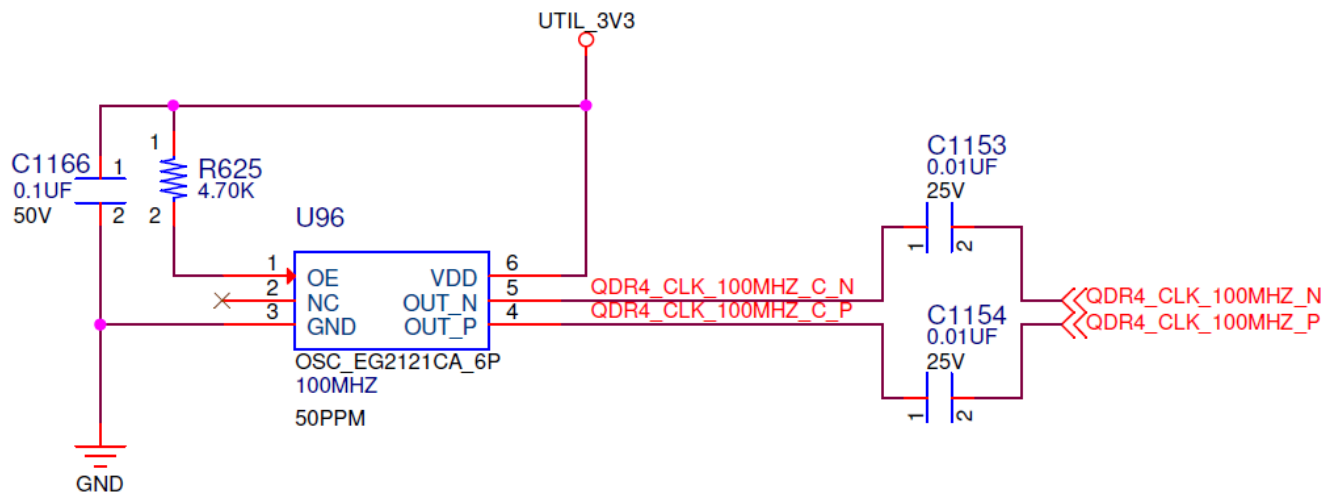 UTIL_3V3
C1166
0.1UF
50V
1
2
1
2
R625
4.70K
U96
1
2
3
OE
NC
GND
VDD
OUT_N
OUT_P
6
5
4
OSC_EG2121CA_6P
100MHZ
50PPM
GND
QDR4_CLK_100MHZ_C_N
QDR4_CLK_100MHZ_C_P
C1153
0.01UF
25V
1
2
C1154
0.01UF
25V
1
2
QDR4_CLK_100MHZ_N
QDR4_CLK_100MHZ_P